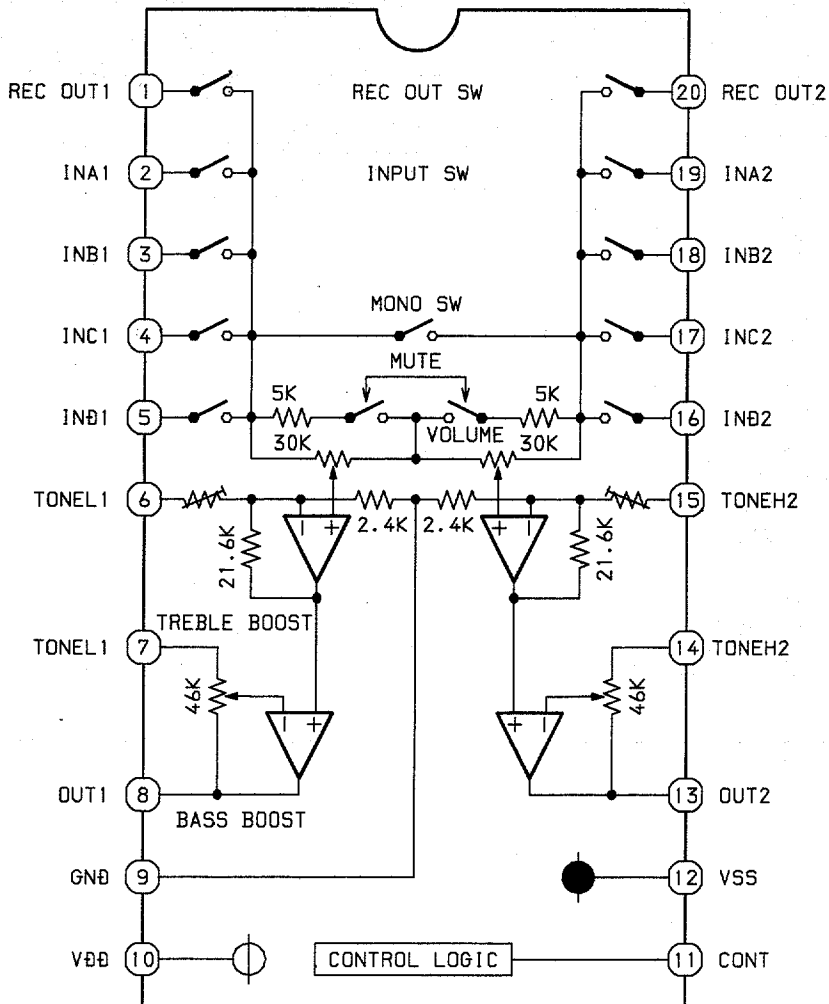 REC OUT1 1 REC OUT SW 20 REC OUT2
INA1 2 INPUT SW 19 INA2
INB1 3 18 INB2
MONO SW
INC1 4 17 INC2
MUTE
5K 5K
IND1 5 16 IND2
VOLUME
30K 30K
TONEL1 6 15 TONEH2
− + + −
2.4K 2.4K
21.6K 21.6K
TREBLE BOOST
TONEL1 7 14 TONEH2
46K 46K
− + + −
OUT1 8 13 OUT2
BASS BOOST
GND 9 12 VSS
VDD 10 CONTROL LOGIC 11 CONT